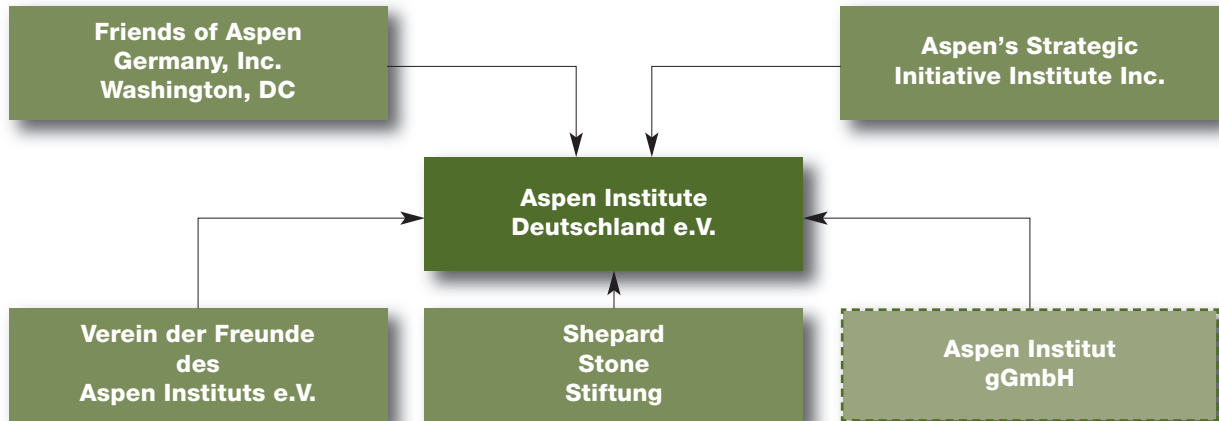 Friends of Aspen
Germany, Inc.
Washington, DC
Aspen’s Strategic
Initiative Institute Inc.
Aspen Institute
Deutschland e.V.
Verein der Freunde
des
Aspen Instituts e.V.
Shepard
Stone
Stiftung
Aspen Institut
gGmbH